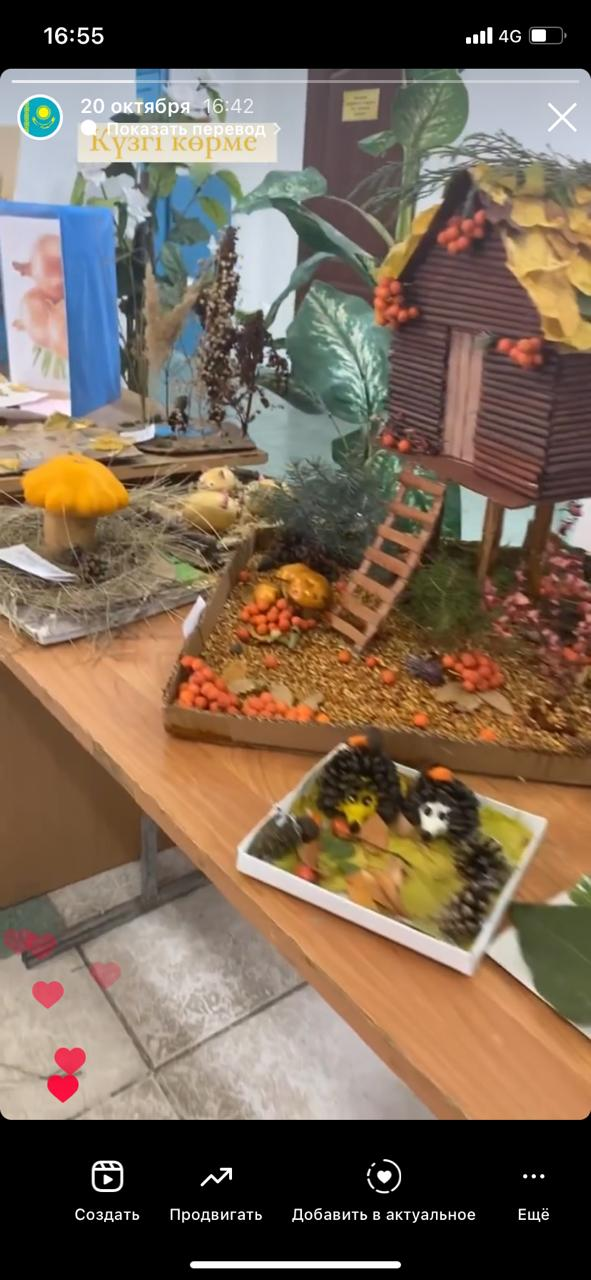 16:55
4G
20 октября 16:42
Показать перевод
Күзгі көрме
Создать
Продвигать
Добавить в актуальное
Ещё